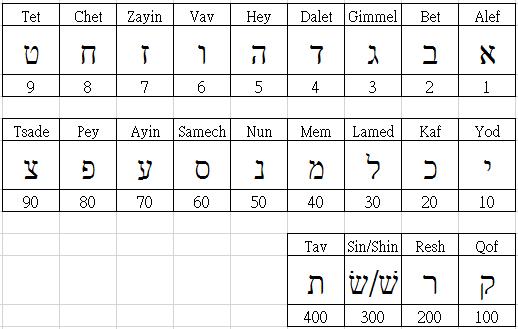 Tet Chet Zayin Vav Hey Dalet Gimmel Bet Alef
א ב ג ד ה ו ז ח ט
9 8 7 6 5 4 3 2 1
Tsade Pey Ayin Samech Nun Mem Lamed Kaf Yod
י כ ל מ נ ס ע פ צ
90 80 70 60 50 40 30 20 10
Tav Sin/Shin Resh Qof
ק ר שׁ/שׂ ת
400 300 200 100